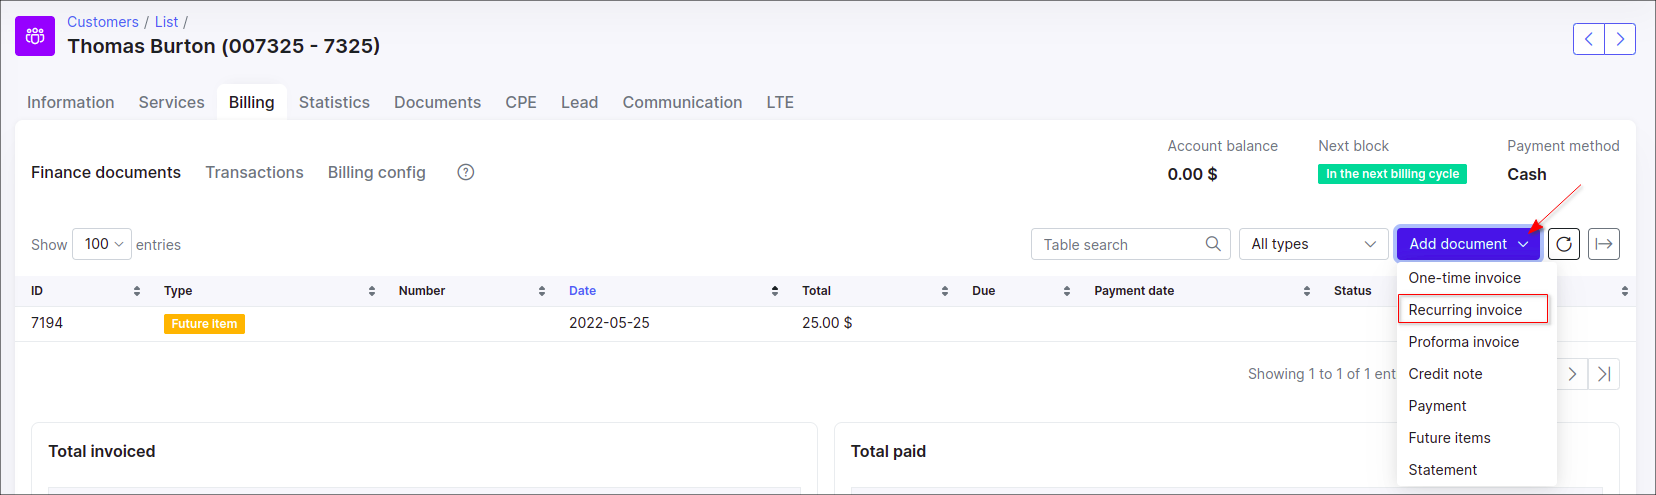 Customers / List /
Thomas Burton (007325 - 7325)
Information Services Billing Statistics Documents CPE Lead Communication LTE
Account balance Next block Payment method
Finance documents Transactions Billing config ?
0.00 $ In the next billing cycle Cash
Show 100 entries Table search All types Add document
One-time invoice
ID Type Number Date Total Due Payment date Status
Recurring invoice
7194 Future item 2022-05-25 25.00 $
Proforma invoice
Showing 1 to 1 of 1 ent
Credit note
Payment
Future items
Total invoiced Total paid
Statement